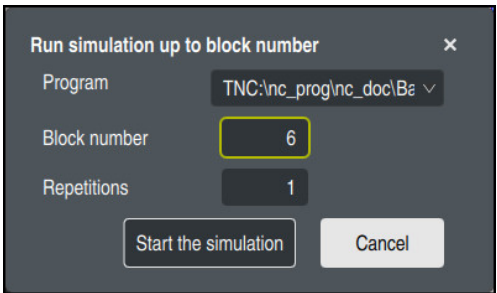 Run simulation up to block number ×
Program TNC:\nc_prog\nc_doc\Ba
Block number 6
Repetitions 1
Start the simulation Cancel